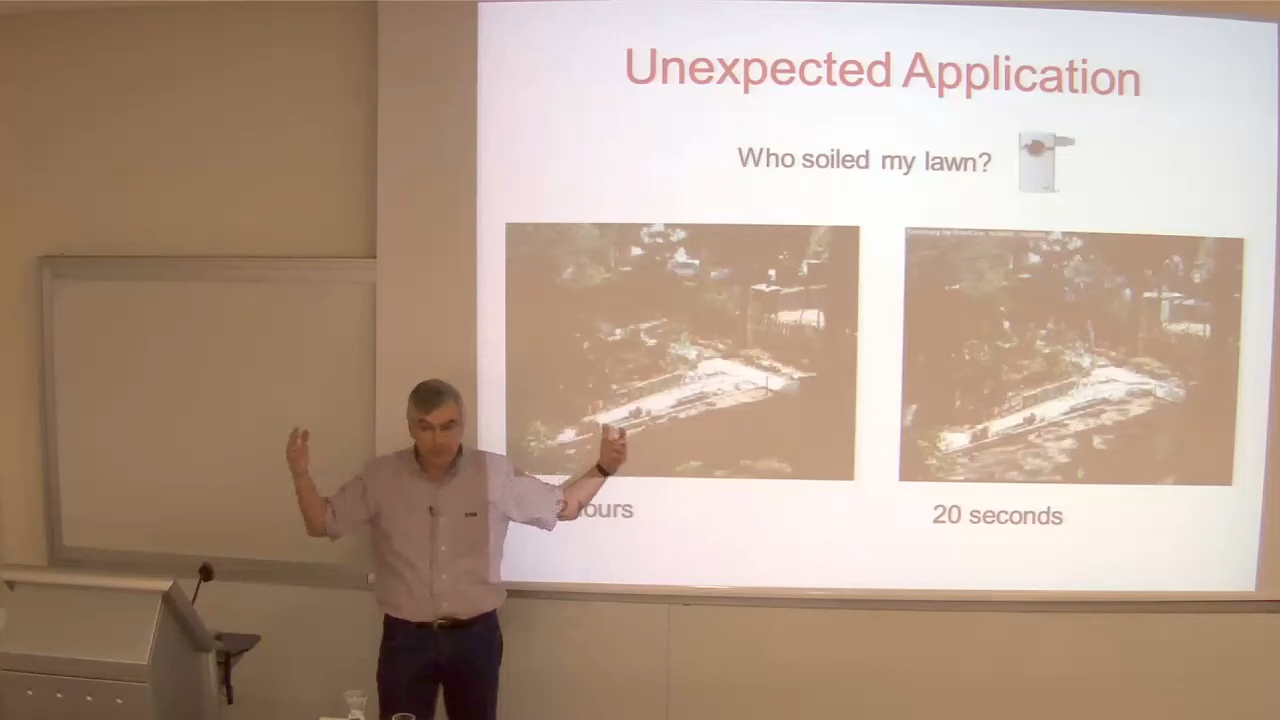 Unexpected Application
Who soiled my lawn?
ours
20 seconds